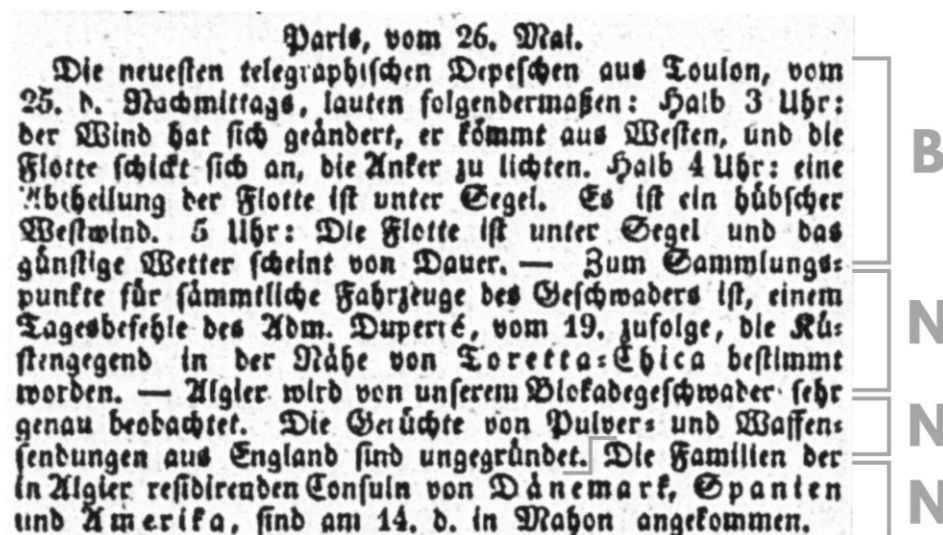 Paris, vom 26. Mai.
Die neuesten telegraphischen Depeschen aus Toulon, vom
25. d. Nachmittags, lauten folgendermaßen: Halb 3 Uhr:
der Wind hat sich geändert, er kömmt aus Westen, und die
Flotte schickt sich an, die Anker zu lichten. Halb 4 Uhr: eine
Abtheilung der Flotte ist unter Segel. Es ist ein hübscher
Westwind. 5 Uhr: Die Flotte ist unter Segel und das
günstige Wetter scheint von Dauer. — Zum Sammlungs=
punkte für sämmtliche Fahrzeuge des Geschwaders ist, einem
Tagesbefehle des Adm. Duperré, vom 19. zufolge, die Kü=
stengegend in der Nähe von Toretta=Chica bestimmt
worden. — Algier wird von unserem Blokadegeschwader sehr
genau beobachtet. Die Gerüchte von Pulver= und Waffen=
sendungen aus England sind ungegründet. Die Familien der
in Algier residirenden Consuln von Dänemark, Spanien
und Amerika, sind am 14. d. in Mahon angekommen.
B
N
N
N